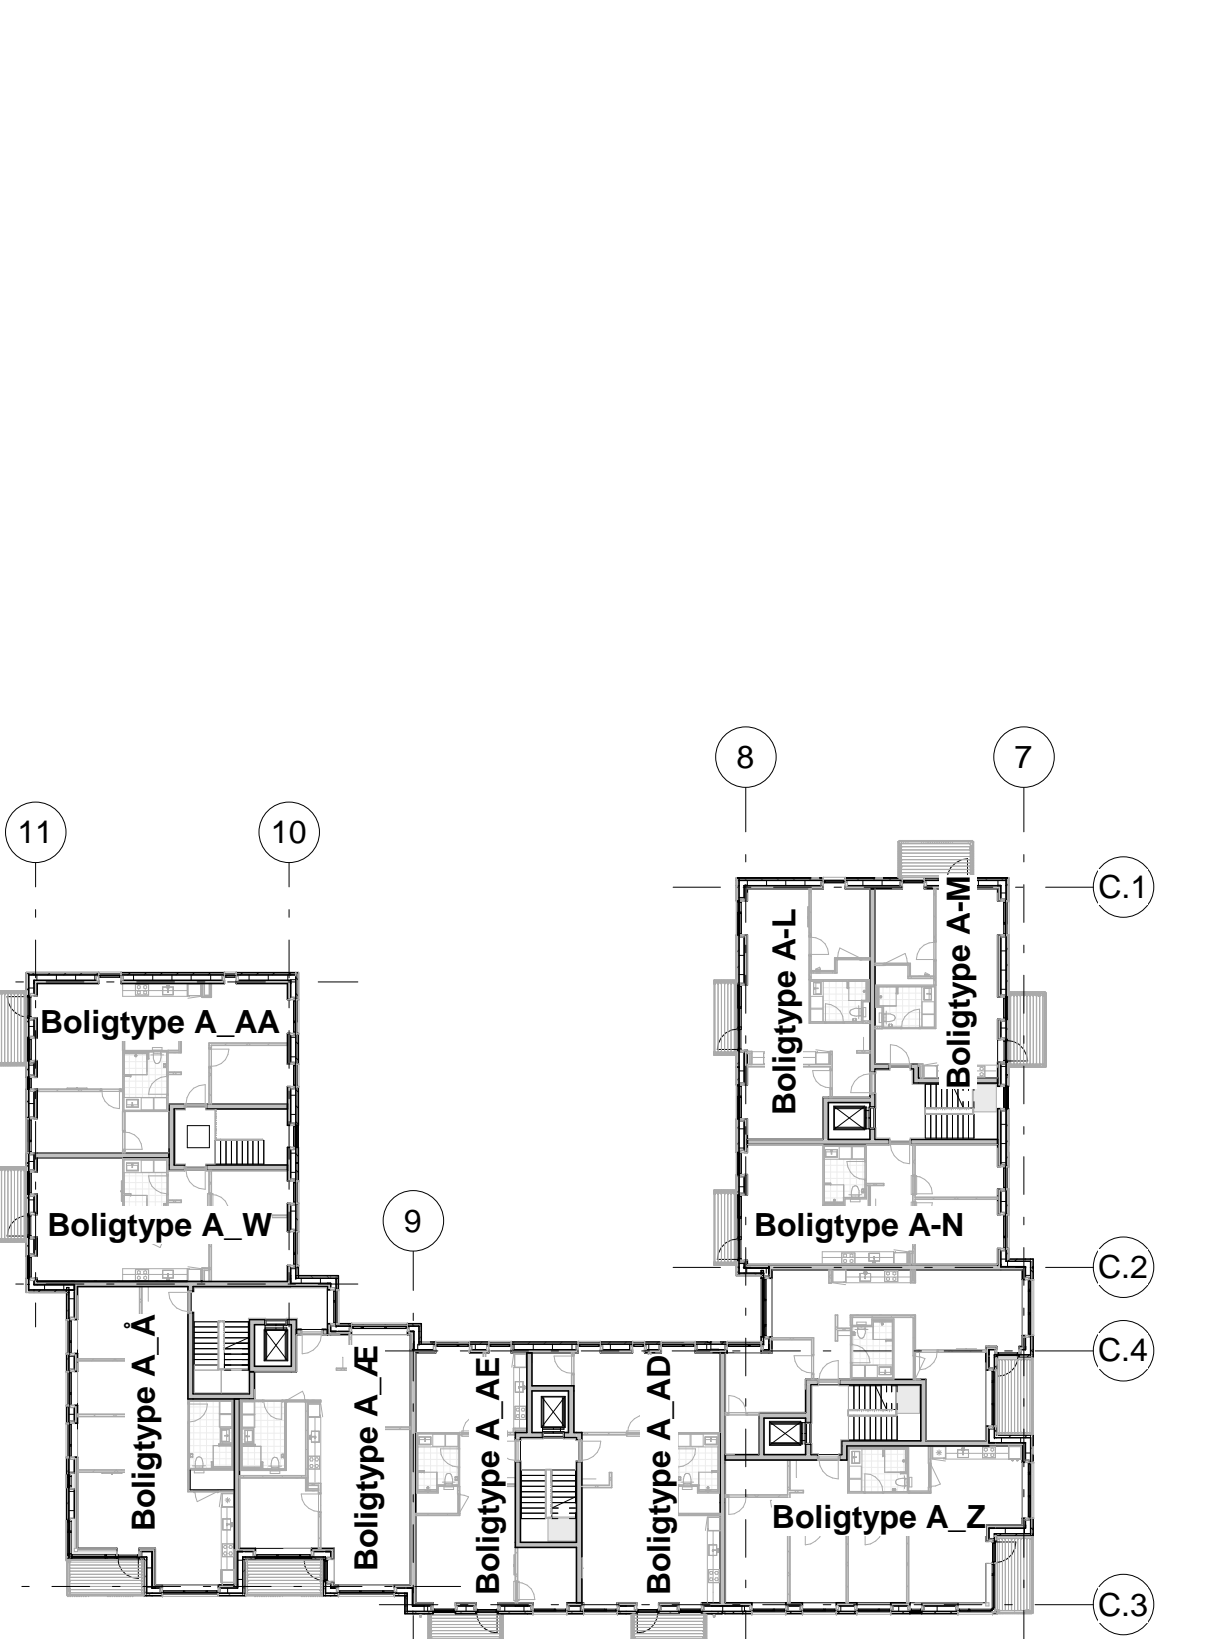 8
7
11
10
C.1
Boligtype A-L
Boligtype A-M
Boligtype A_AA
Boligtype A_W
9
Boligtype A-N
C.2
C.4
Boligtype A_Å
Boligtype A_Æ
Boligtype A_AE
Boligtype A_AD
Boligtype A_Z
C.3